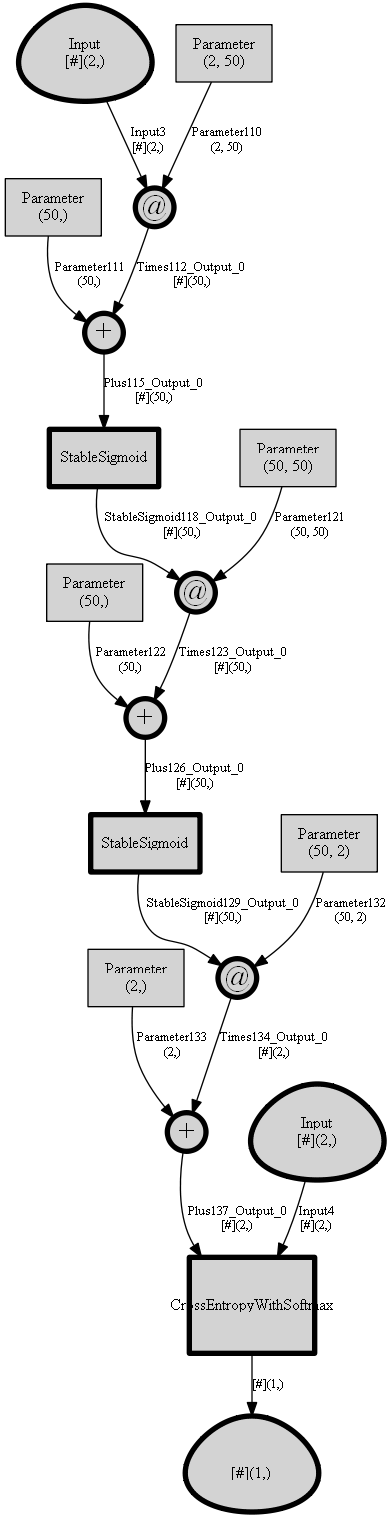 Input
[#](2,)
Parameter
(2, 50)
Input3
[#](2,)
Parameter110
(2, 50)
Parameter
(50,)
@
Parameter111
(50,)
Times112_Output_0
[#](50,)
+
Plus115_Output_0
[#](50,)
StableSigmoid
Parameter
(50, 50)
StableSigmoid118_Output_0
[#](50,)
Parameter121
(50, 50)
Parameter
(50,)
@
Parameter122
(50,)
Times123_Output_0
[#](50,)
+
Plus126_Output_0
[#](50,)
StableSigmoid
Parameter
(50, 2)
StableSigmoid129_Output_0
[#](50,)
Parameter132
(50, 2)
Parameter
(2,)
@
Parameter133
(2,)
Times134_Output_0
[#](2,)
+
Input
[#](2,)
Plus137_Output_0
[#](2,)
Input4
[#](2,)
CrossEntropyWithSoftmax
[#](1,)
[#](1,)